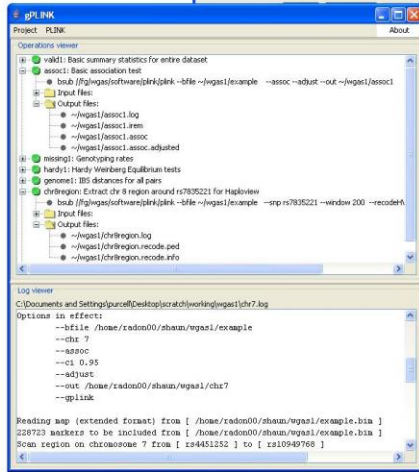 gPLINK
Project PLINK About
Operations viewer
valid1: Basic summary statistics for entire dataset
assoc1: Basic association test
bsub //fg/wgas/software/plink/plink --bfile ~/wgas1/example --assoc --adjust --out ~/wgas1/assoc1
Input files:
Output files:
~/wgas1/assoc1.log
~/wgas1/assoc1.irem
~/wgas1/assoc1.assoc
~/wgas1/assoc1.assoc.adjusted
missing1: Genotyping rates
hardy1: Hardy Weinberg Equilibrium tests
genome1: IBS distances for all pairs
chr8region: Extract chr 8 region around rs7835221 for Haploview
bsub //fg/wgas/software/plink/plink --bfile ~/wgas1/example --snp rs7835221 --window 200 --recodeHV
Input files:
Output files:
~/wgas1/chr8region.log
~/wgas1/chr8region.recode.ped
~/wgas1/chr8region.recode.info
Log viewer
C:\Documents and Settings\purcell\Desktop\scratch\working\wgas1\chr7.log
Options in effect:
--bfile /home/radon00/shaun/wgas1/example
--chr 7
--assoc
--ci 0.95
--adjust
--out /home/radon00/shaun/wgas1/chr7
--gplink
Reading map (extended format) from [ /home/radon00/shaun/wgas1/example.bim ]
228723 markers to be included from [ /home/radon00/shaun/wgas1/example.bim ]
Scan region on chromosome 7 from [ rs4451252 ] to [ rs10949768 ]